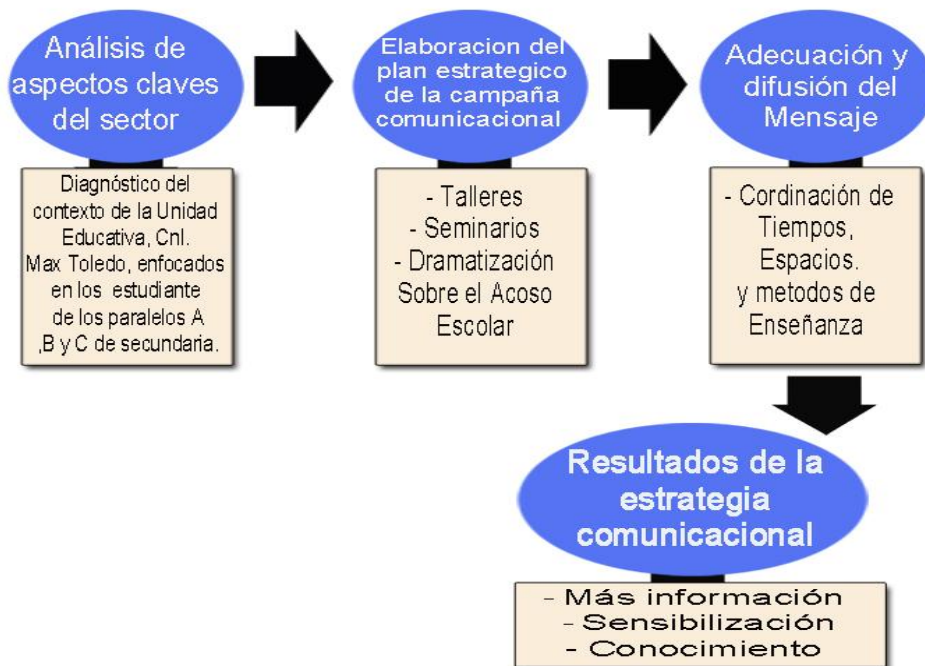 Análisis de
aspectos claves
del sector
Diagnóstico del
contexto de la Unidad
Educativa, Cnl.
Max Toledo, enfocados
en los estudiante
de los paralelos A
,B y C de secundaria.
Elaboracion del
plan estrategico
de la campaña
comunicacional
- Talleres
- Seminarios
- Dramatización
Sobre el Acoso
Escolar
Adecuación y
difusión del
Mensaje
- Cordinación de
Tiempos,
Espacios.
y metodos de
Enseñanza
Resultados de la
estrategia
comunicacional
- Más información
- Sensibilización
- Conocimiento